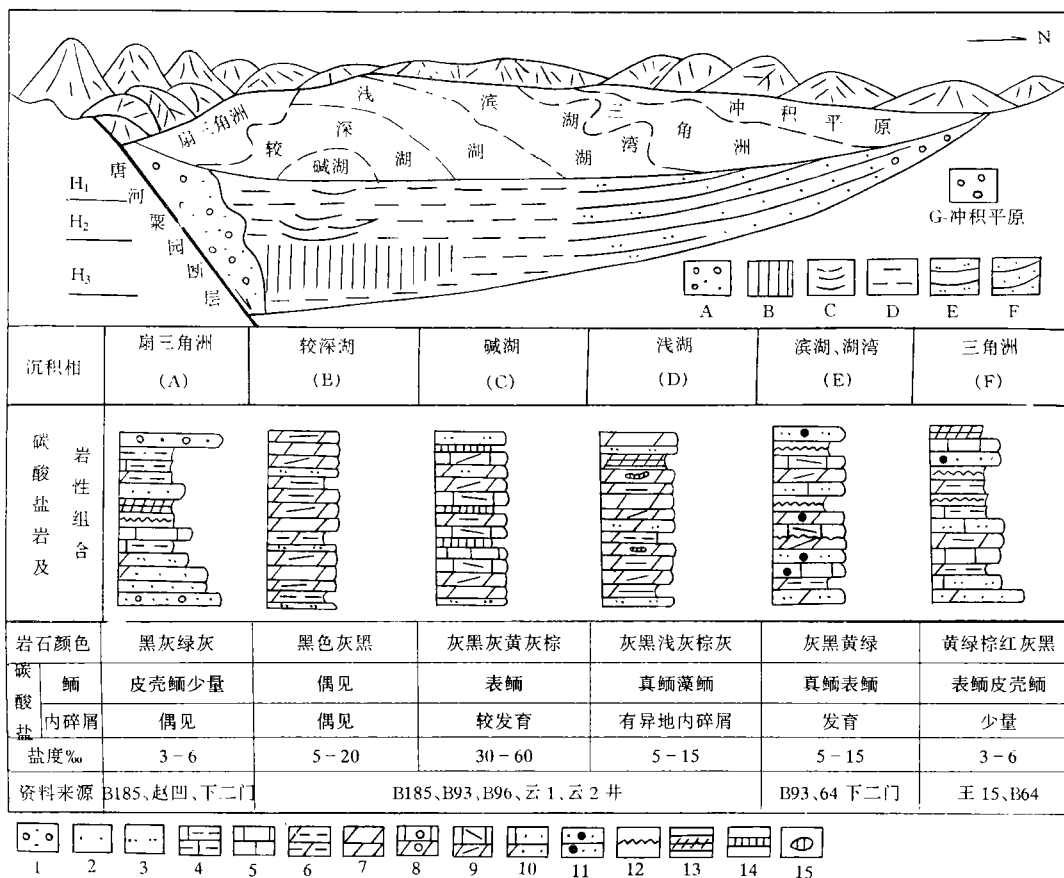 N
扇三角洲
浅
滨
三
冲积平原
较
深
湖
湖
湖
湖
湾
角
洲
碱湖
唐河栗园断层
H₁
H₂
H₃
G-冲积平原
A B C D E F
沉积相 扇三角洲 (A) 较深湖 (B) 碱湖 (C) 浅湖 (D) 滨湖、湖湾 (E) 三角洲 (F)
碳酸盐岩及岩性组合
岩石颜色 黑灰绿灰 黑色灰黑 灰黑灰黄灰棕 灰黑浅灰棕灰 灰黑黄绿 黄绿棕红灰黑
碳酸盐 鲕 皮壳鲕少量 偶见 表鲕 真鲕藻鲕 真鲕表鲕 表鲕皮壳鲕
内碎屑 偶见 偶见 较发育 有异地内碎屑 发育 少量
盐度‰ 3-6 5-20 30-60 5-15 5-15 3-6
资料来源 B185、赵凹、下二门 B185、B93、B96、云1、云2井 B93、64下二门 王15、B64
1 2 3 4 5 6 7 8 9 10 11 12 13 14 15